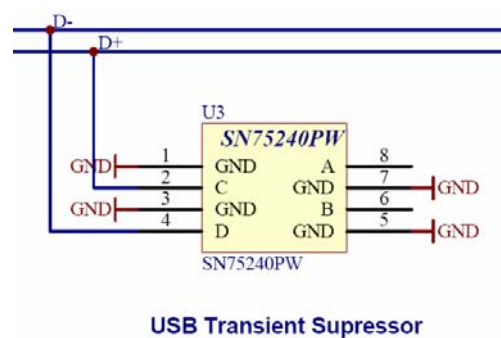 D-
D+
U3
SN75240PW
GND 1 GND A 8
2 C GND 7 GND
GND 3 GND B 6
4 D GND 5 GND
SN75240PW
USB Transient Supressor